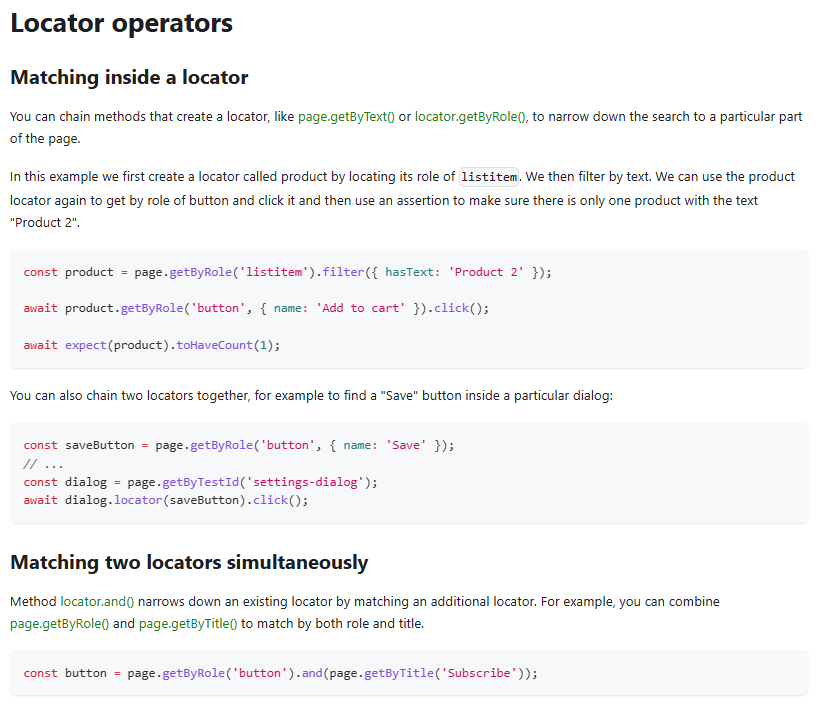 Locator operators
Matching inside a locator
You can chain methods that create a locator, like page.getByText() or locator.getByRole(), to narrow down the search to a particular part
of the page.
In this example we first create a locator called product by locating its role of listitem. We then filter by text. We can use the product
locator again to get by role of button and click it and then use an assertion to make sure there is only one product with the text
"Product 2".
const product = page.getByRole('listitem').filter({ hasText: 'Product 2' });
await product.getByRole('button', { name: 'Add to cart' }).click();
await expect(product).toHaveCount(1);
You can also chain two locators together, for example to find a "Save" button inside a particular dialog:
const saveButton = page.getByRole('button', { name: 'Save' });
// ...
const dialog = page.getByTestId('settings-dialog');
await dialog.locator(saveButton).click();
Matching two locators simultaneously
Method locator.and() narrows down an existing locator by matching an additional locator. For example, you can combine
page.getByRole() and page.getByTitle() to match by both role and title.
const button = page.getByRole('button').and(page.getByTitle('Subscribe'));